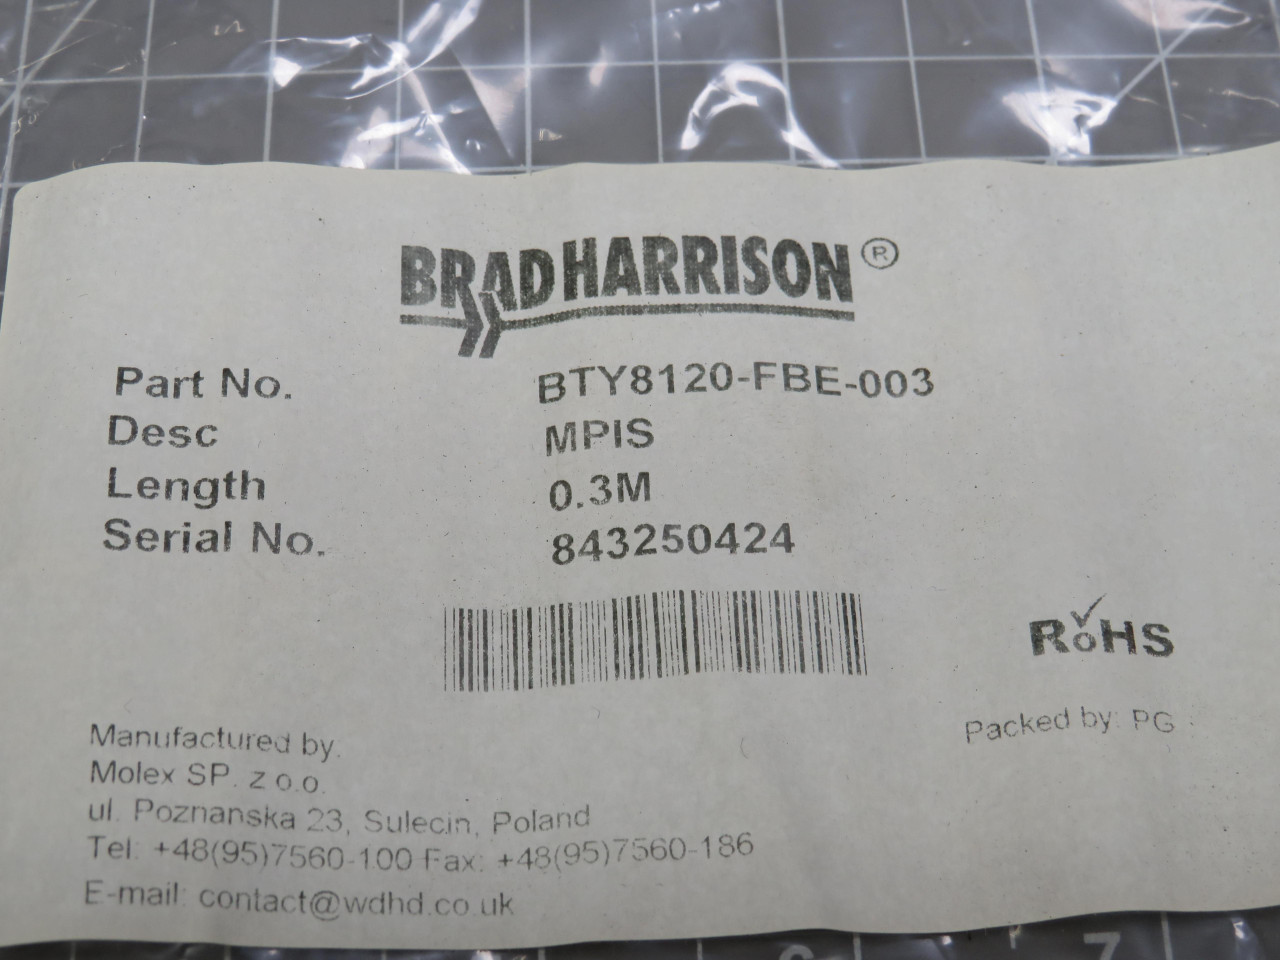 BRADHARRISON®
Part No. BTY8120-FBE-003
Desc MPIS
Length 0.3M
Serial No. 843250424
RoHS
Packed by: PG
Manufactured by:
Molex SP. z o.o.
ul. Poznanska 23, Sulecin, Poland
Tel: +48(95)7560-100 Fax: +48(95)7560-186
E-mail: contact@wdhd.co.uk
7